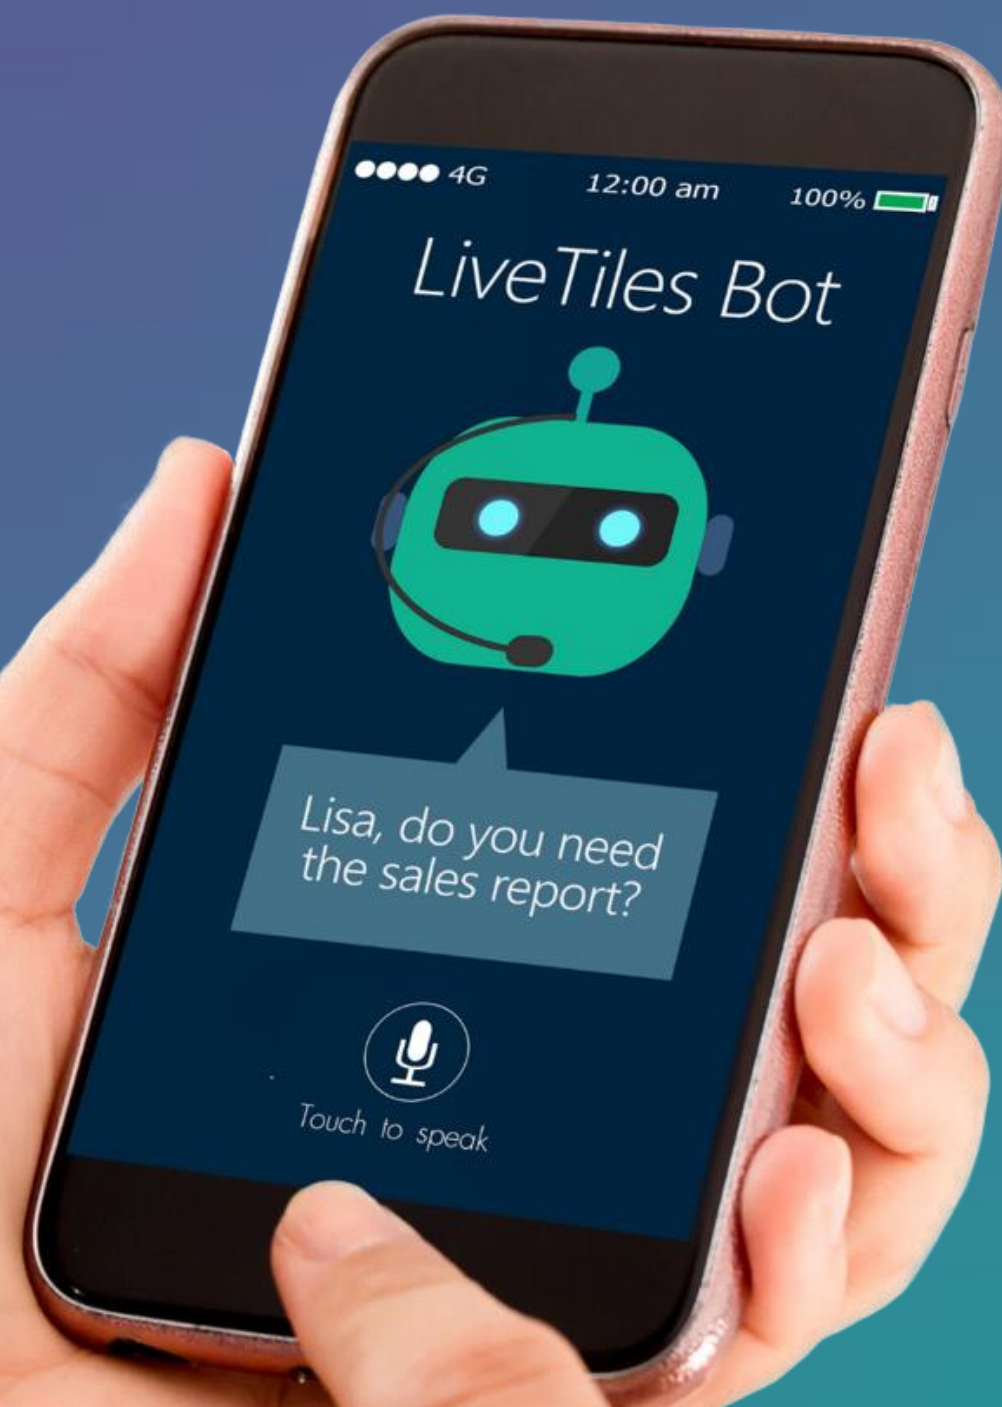 4G 12:00 am 100%
LiveTiles Bot
Lisa, do you need
the sales report?
Touch to speak